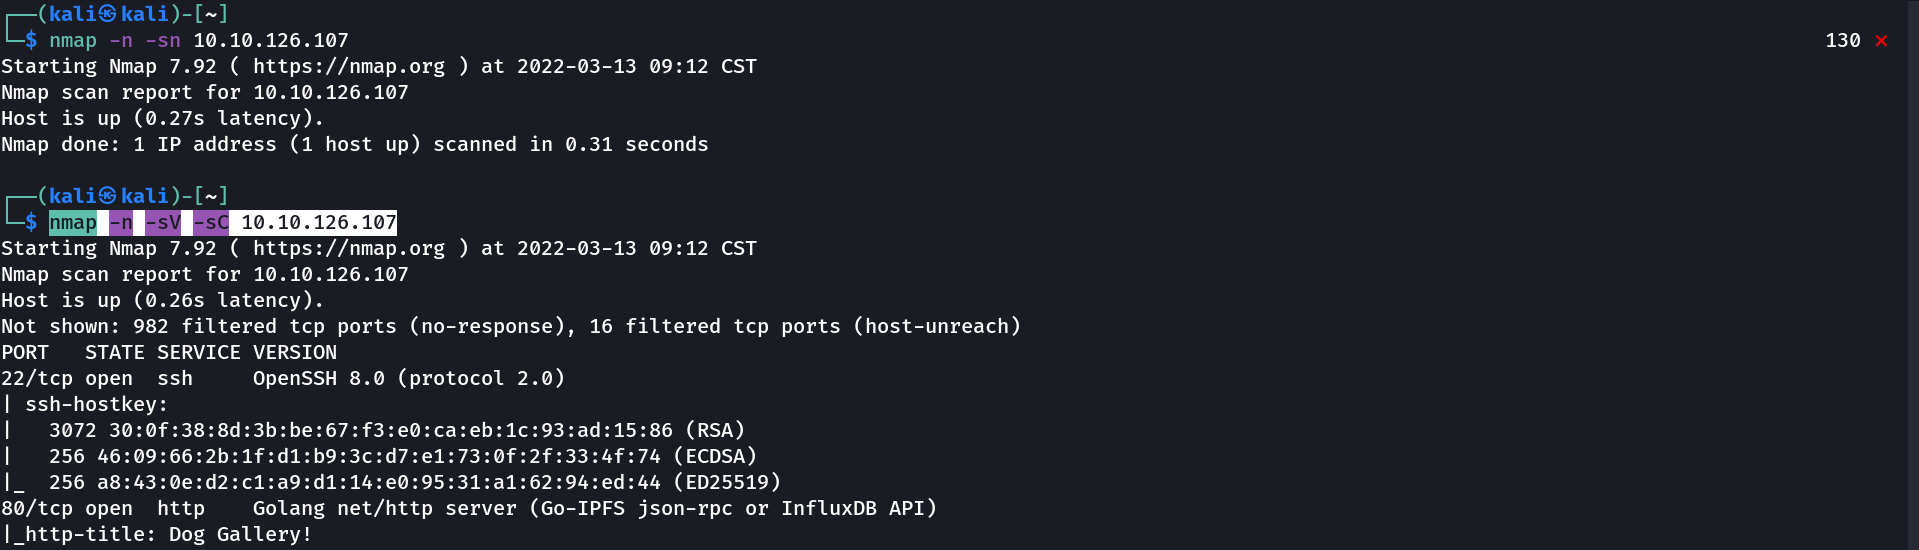 ┌──(kali㉿kali)-[~]
└─$ nmap -n -sn 10.10.126.107 130 ⨯
Starting Nmap 7.92 ( https://nmap.org ) at 2022-03-13 09:12 CST
Nmap scan report for 10.10.126.107
Host is up (0.27s latency).
Nmap done: 1 IP address (1 host up) scanned in 0.31 seconds
┌──(kali㉿kali)-[~]
└─$ nmap -n -sV -sC 10.10.126.107
Starting Nmap 7.92 ( https://nmap.org ) at 2022-03-13 09:12 CST
Nmap scan report for 10.10.126.107
Host is up (0.26s latency).
Not shown: 982 filtered tcp ports (no-response), 16 filtered tcp ports (host-unreach)
PORT   STATE SERVICE VERSION
22/tcp open  ssh     OpenSSH 8.0 (protocol 2.0)
| ssh-hostkey:
|   3072 30:0f:38:8d:3b:be:67:f3:e0:ca:eb:1c:93:ad:15:86 (RSA)
|   256 46:09:66:2b:1f:d1:b9:3c:d7:e1:73:0f:2f:33:4f:74 (ECDSA)
|_  256 a8:43:0e:d2:c1:a9:d1:14:e0:95:31:a1:62:94:ed:44 (ED25519)
80/tcp open  http    Golang net/http server (Go-IPFS json-rpc or InfluxDB API)
|_http-title: Dog Gallery!